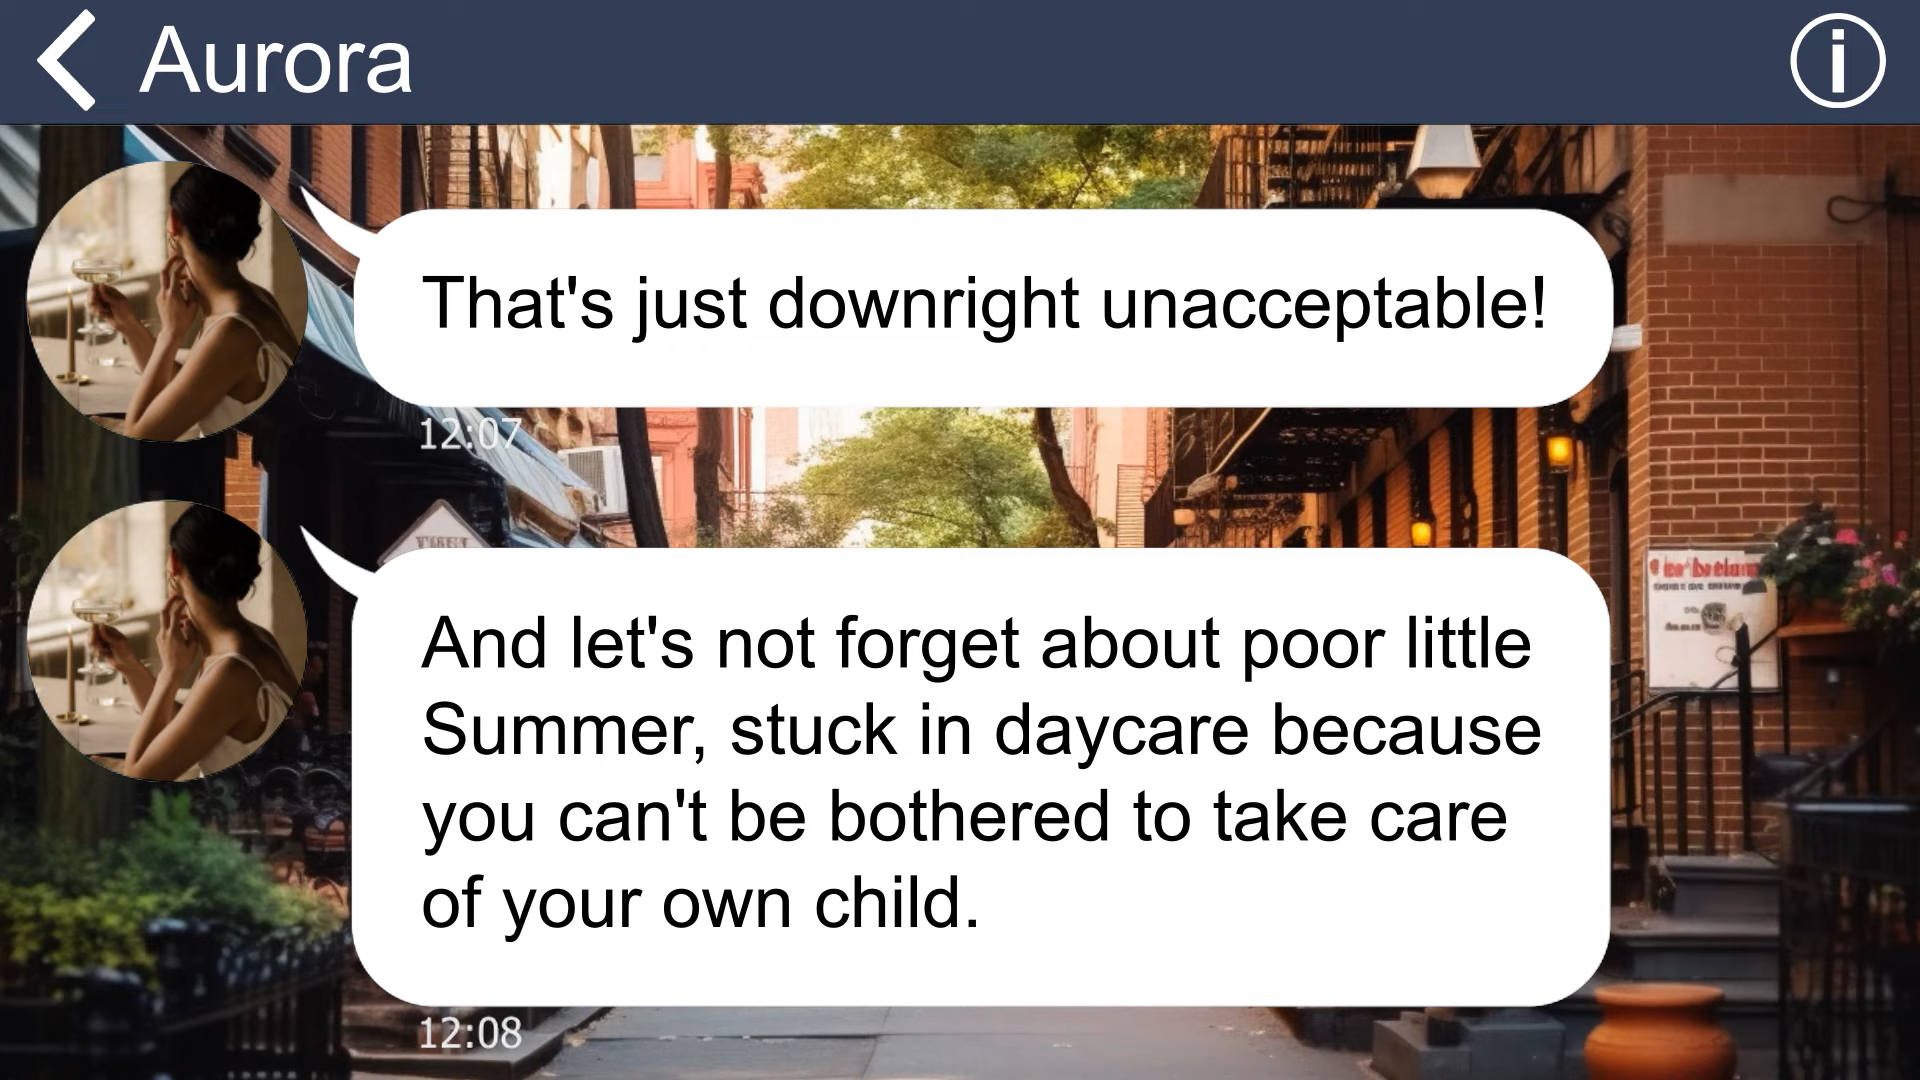 Aurora
That's just downright unacceptable!
12:07
And let's not forget about poor little
Summer, stuck in daycare because
you can't be bothered to take care
of your own child.
12:08